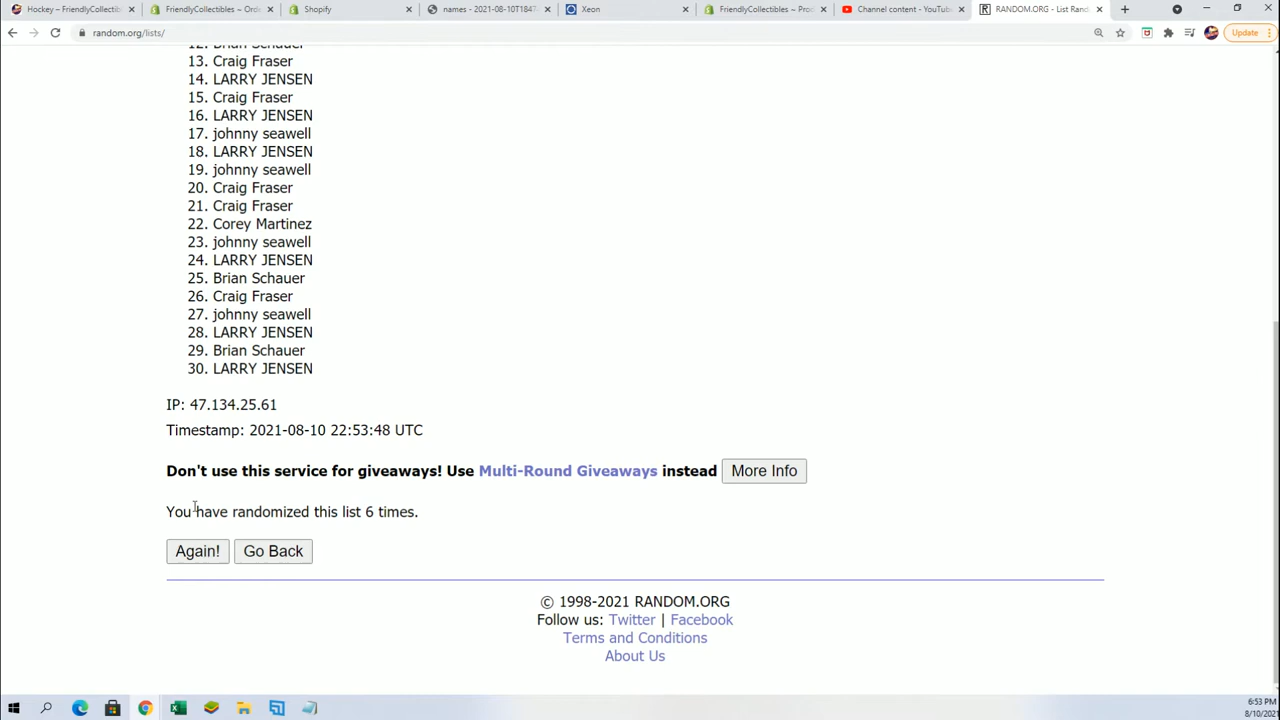 Hockey – FriendlyCollectibl
FriendlyCollectibles ~ Ord
Shopify
names - 2021-08-10T1847
Xeon
FriendlyCollectibles ~ Pro
Channel content - YouTube
RANDOM.ORG - List Rand
random.org/lists/
Update
12. Brian Schauer
13. Craig Fraser
14. LARRY JENSEN
15. Craig Fraser
16. LARRY JENSEN
17. johnny seawell
18. LARRY JENSEN
19. johnny seawell
20. Craig Fraser
21. Craig Fraser
22. Corey Martinez
23. johnny seawell
24. LARRY JENSEN
25. Brian Schauer
26. Craig Fraser
27. johnny seawell
28. LARRY JENSEN
29. Brian Schauer
30. LARRY JENSEN
IP: 47.134.25.61
Timestamp: 2021-08-10 22:53:48 UTC
Don't use this service for giveaways! Use Multi-Round Giveaways instead More Info
You have randomized this list 6 times.
Again! Go Back
© 1998-2021 RANDOM.ORG
Follow us: Twitter | Facebook
Terms and Conditions
About Us
6:53 PM
8/10/2021